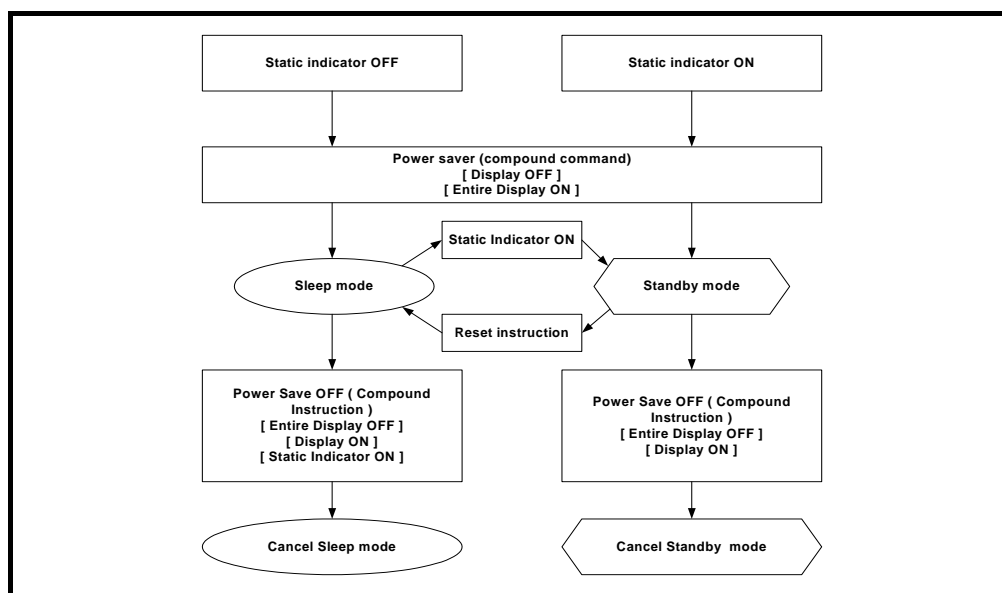 Static indicator OFF
Static indicator ON
Power saver (compound command)
[ Display OFF ]
[ Entire Display ON ]
Static Indicator ON
Sleep mode
Standby mode
Reset instruction
Power Save OFF ( Compound
Instruction )
[ Entire Display OFF ]
[ Display ON ]
[ Static Indicator ON ]
Power Save OFF ( Compound
Instruction )
[ Entire Display OFF ]
[ Display ON ]
Cancel Sleep mode
Cancel Standby  mode